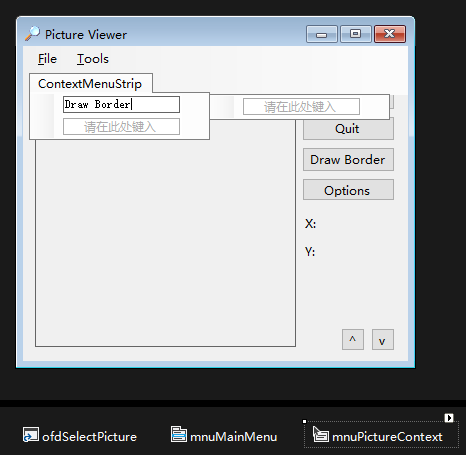 Picture Viewer
File Tools
ContextMenuStrip
Draw Border 请在此处键入
请在此处键入
Quit
Draw Border
Options
X:
Y:
^ v
ofdSelectPicture mnuMainMenu mnuPictureContext